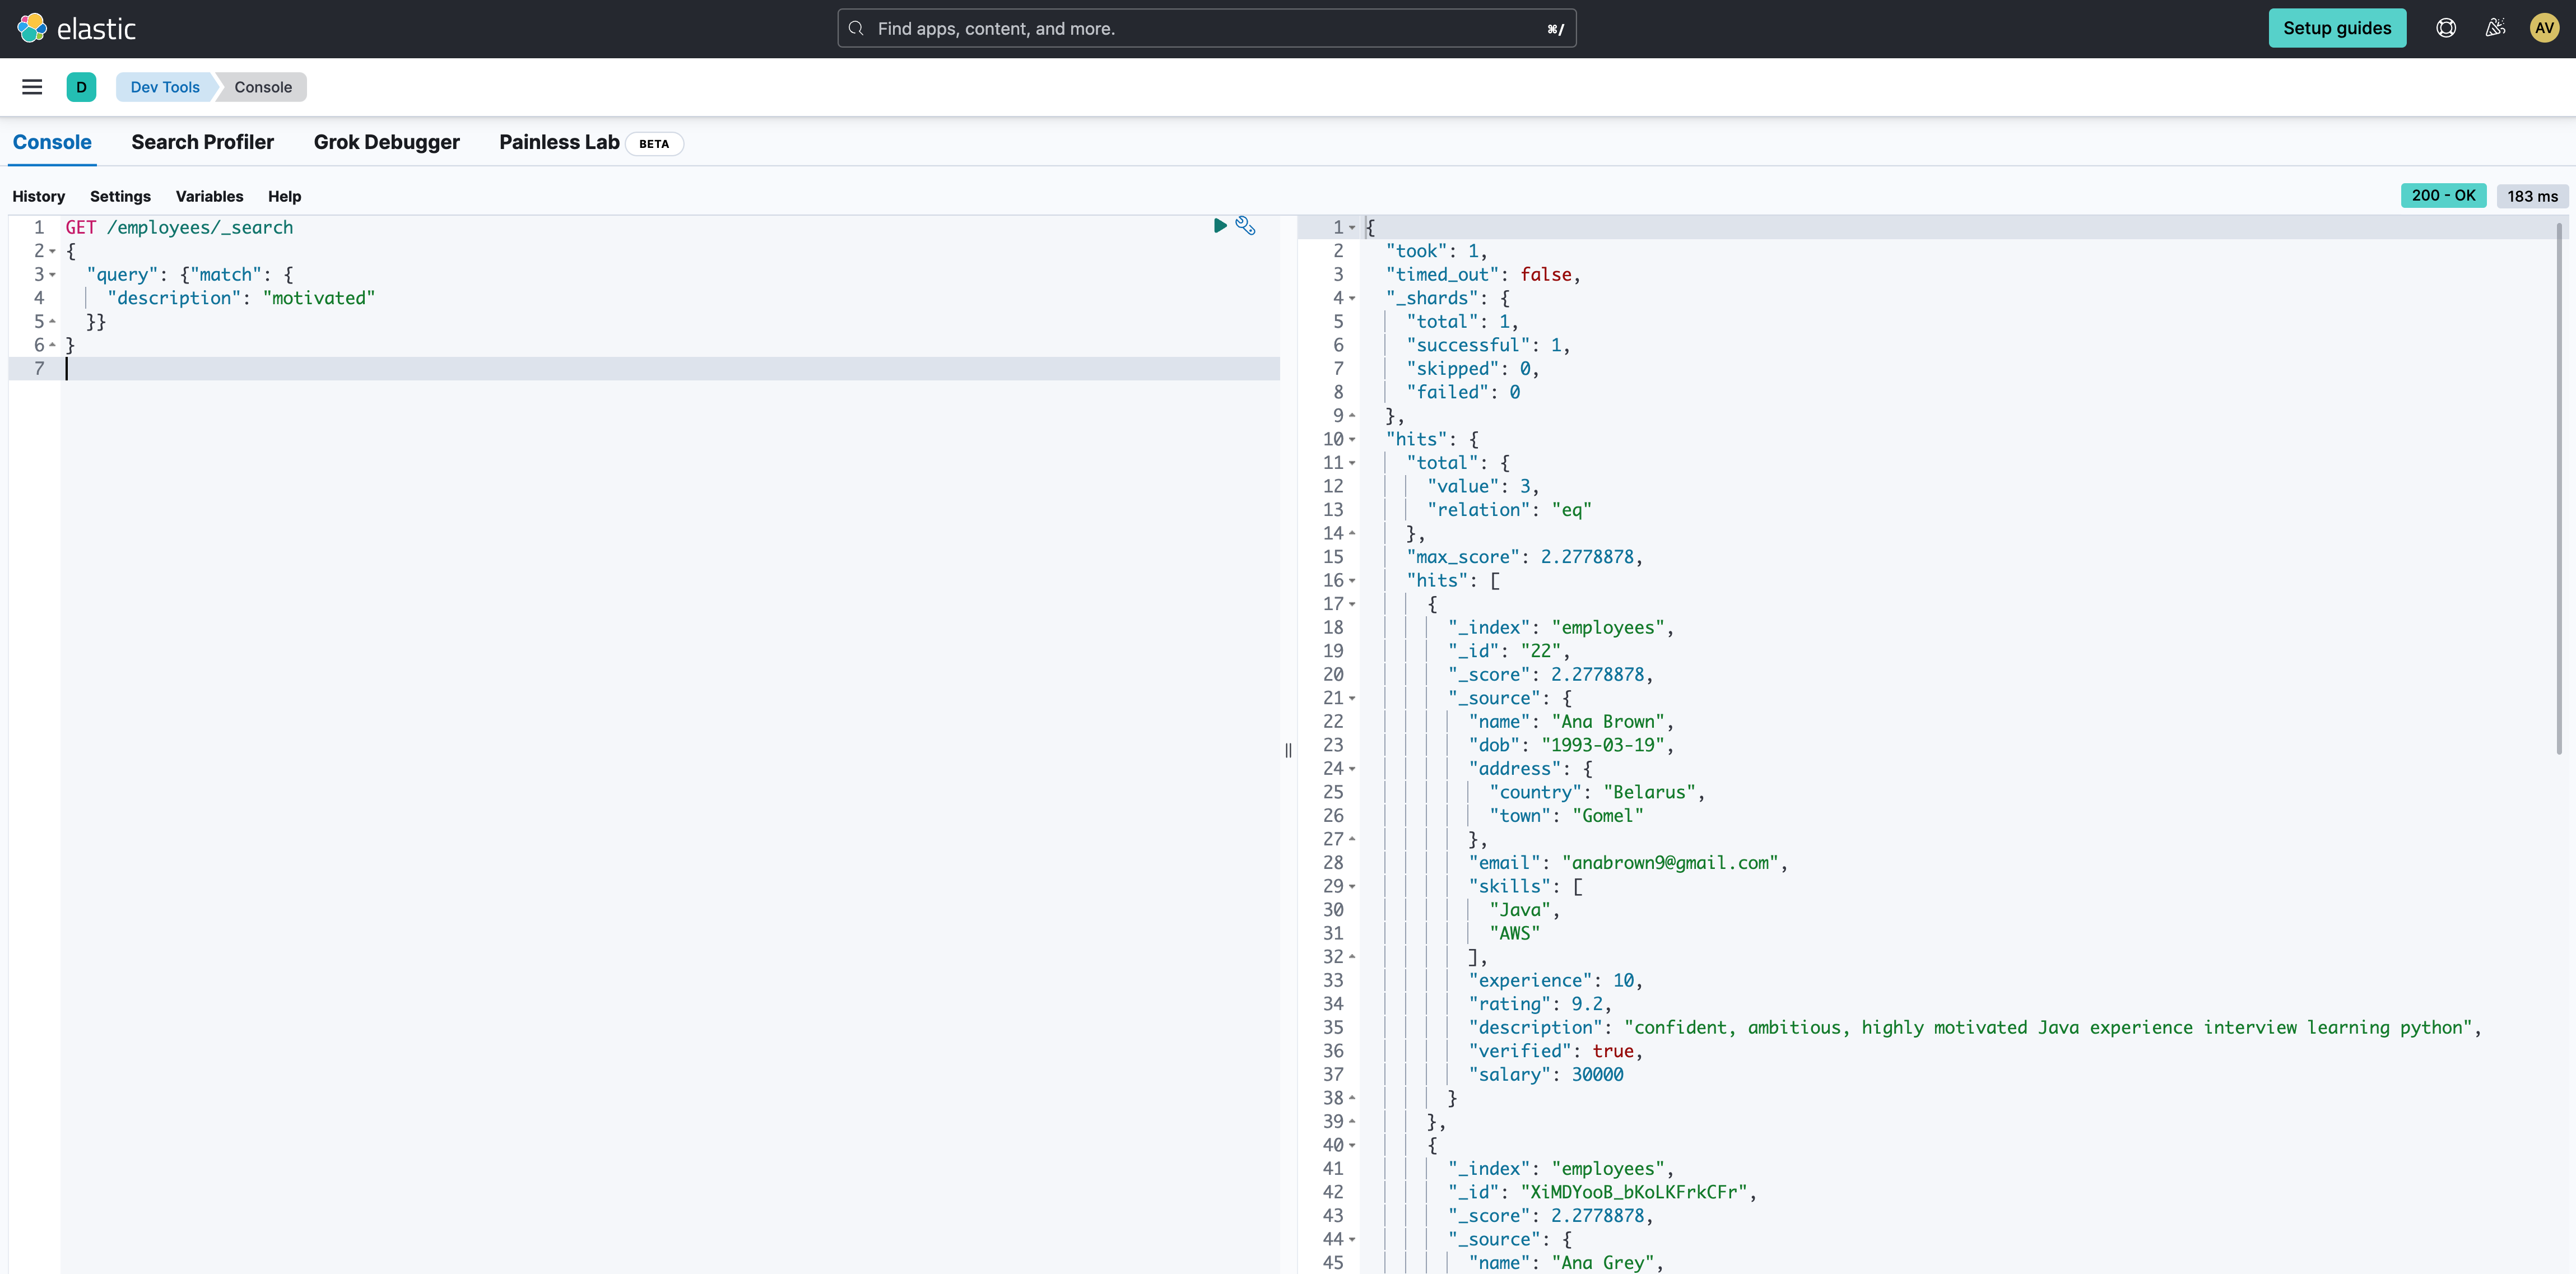 elastic
Find apps, content, and more.
⌘/
Setup guides
AV
D
Dev Tools
Console
Console
Search Profiler
Grok Debugger
Painless Lab
BETA
History
Settings
Variables
Help
200 - OK
183 ms
1 GET /employees/_search
2 {
3   "query": {"match": {
4     "description": "motivated"
5   }}
6 }
7
1 {
2   "took": 1,
3   "timed_out": false,
4   "_shards": {
5     "total": 1,
6     "successful": 1,
7     "skipped": 0,
8     "failed": 0
9   },
10   "hits": {
11     "total": {
12       "value": 3,
13       "relation": "eq"
14     },
15     "max_score": 2.2778878,
16     "hits": [
17       {
18         "_index": "employees",
19         "_id": "22",
20         "_score": 2.2778878,
21         "_source": {
22           "name": "Ana Brown",
23           "dob": "1993-03-19",
24           "address": {
25             "country": "Belarus",
26             "town": "Gomel"
27           },
28           "email": "anabrown9@gmail.com",
29           "skills": [
30             "Java",
31             "AWS"
32           ],
33           "experience": 10,
34           "rating": 9.2,
35           "description": "confident, ambitious, highly motivated Java experience interview learning python",
36           "verified": true,
37           "salary": 30000
38         }
39       },
40       {
41         "_index": "employees",
42         "_id": "XiMDYooB_bKoLKFrkCFr",
43         "_score": 2.2778878,
44         "_source": {
45           "name": "Ana Grey",